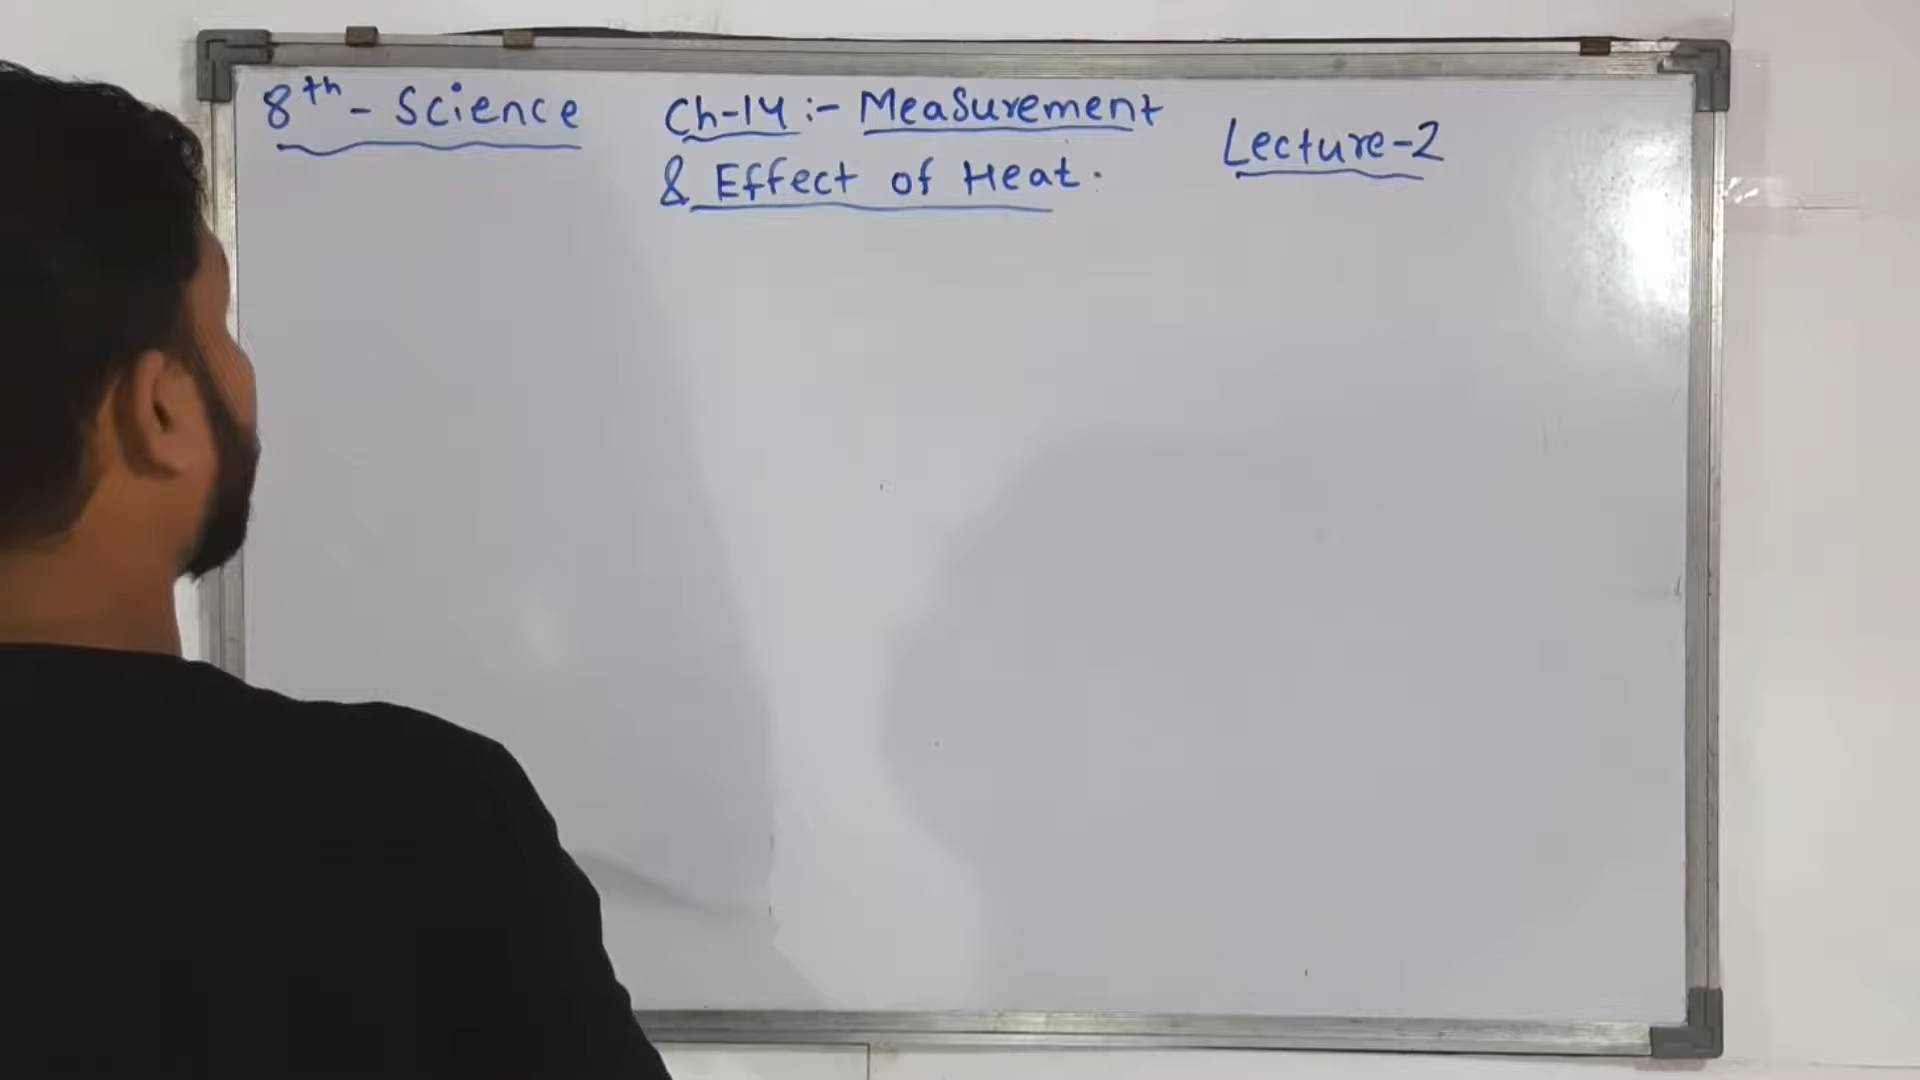 8th - Science
Ch-14 :- Measurement
& Effect of Heat.
Lecture-2